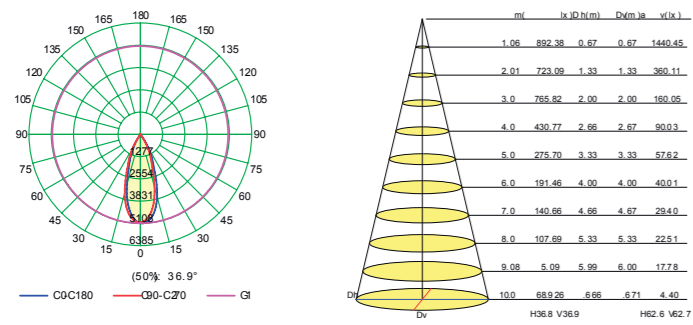 180
165 165
150 150
135 135
120 120
105 105
90 90
75 75
60 60
45 45
30 30
15 15
0
1277
2554
3831
5108
6385
(50%): 36.9°
C0-C180 C90-C270 G1
m( lx)D h(m) Dv(m )a v(lx )
1.06 892.38 0.67 0.67 1440.45
2.01 723.09 1.33 1.33 360.11
3.0 765.82 2.00 2.00 160.05
4.0 430.77 2.66 2.67 90.03
5.0 275.70 3.33 3.33 57.62
6.0 191.46 4.00 4.00 40.01
7.0 140.66 4.66 4.67 29.40
8.0 107.69 5.33 5.33 22.51
9.08 5.09 5.99 6.00 17.78
10.0 68.926 .666 .671 4.40
Dh
Dv
H36.8 V36.9 H62.6 V62.7